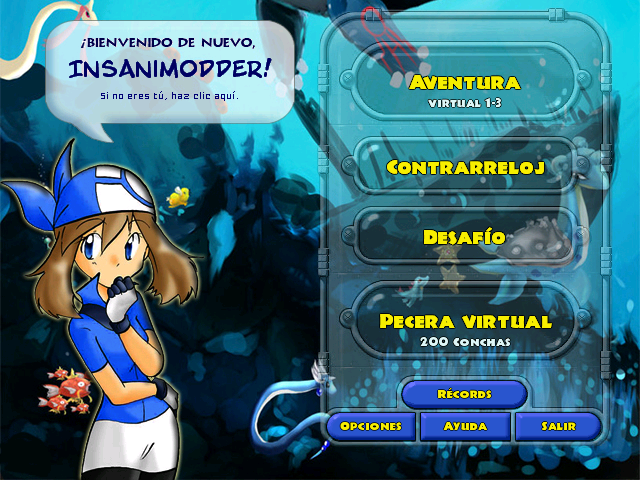 ¡BIENVENIDO DE NUEVO,
INSANIMODDER!
Si no eres tú, haz clic aquí.
AVENTURA
VIRTUAL 1-3
CONTRARRELOJ
DESAFÍO
PECERA VIRTUAL
200 CONCHAS
RÉCORDS
OPCIONES
AYUDA
SALIR